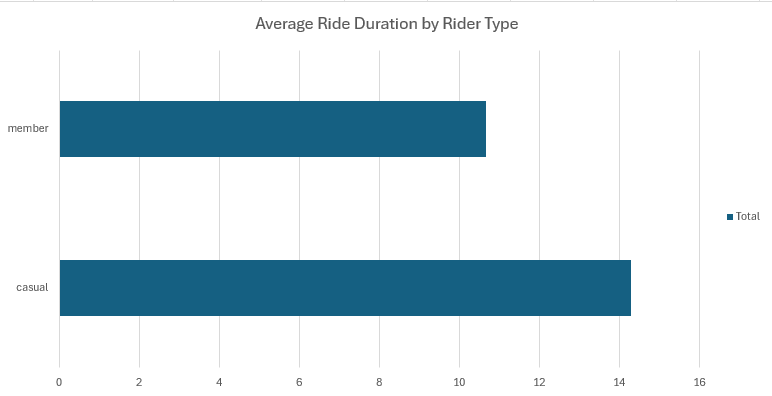 Average Ride Duration by Rider Type
member
casual
Total
0 2 4 6 8 10 12 14 16